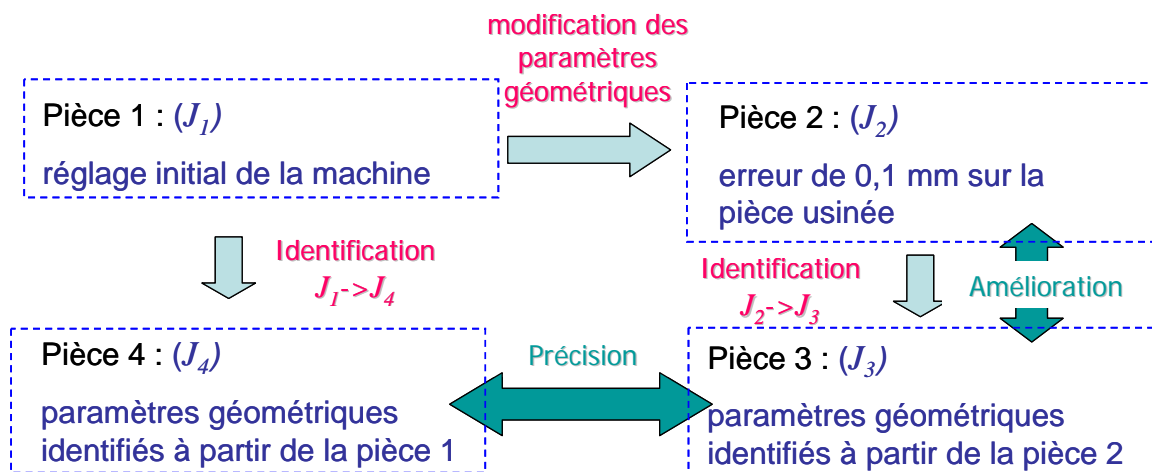 modification des
paramètres
géométriques
Pièce 1 : (J1)
réglage initial de la machine
Pièce 2 : (J2)
erreur de 0,1 mm sur la
pièce usinée
Identification
J1->J4
Identification
J2->J3
Amélioration
Pièce 4 : (J4)
paramètres géométriques
identifiés à partir de la pièce 1
Précision
Pièce 3 : (J3)
paramètres géométriques
identifiés à partir de la pièce 2